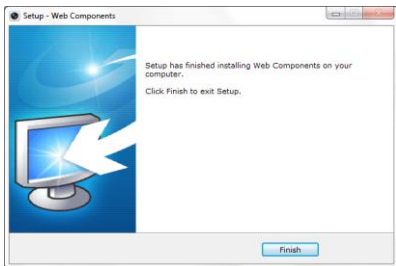 Setup - Web Components
Setup has finished installing Web Components on your
computer.
Click Finish to exit Setup.
Finish